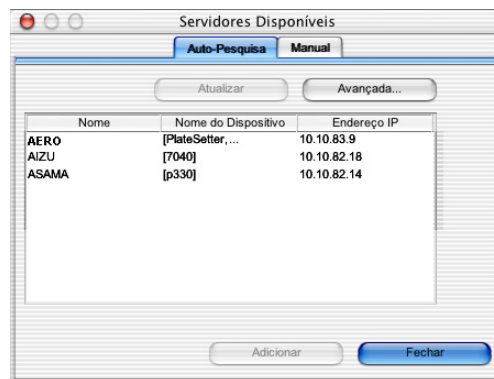 Servidores Disponíveis
Auto-Pesquisa Manual
Atualizar Avançada...
Nome Nome do Dispositivo Endereço IP
AERO [PlateSetter,... 10.10.83.9
AIZU [7040] 10.10.82.18
ASAMA [p330] 10.10.82.14
Adicionar Fechar